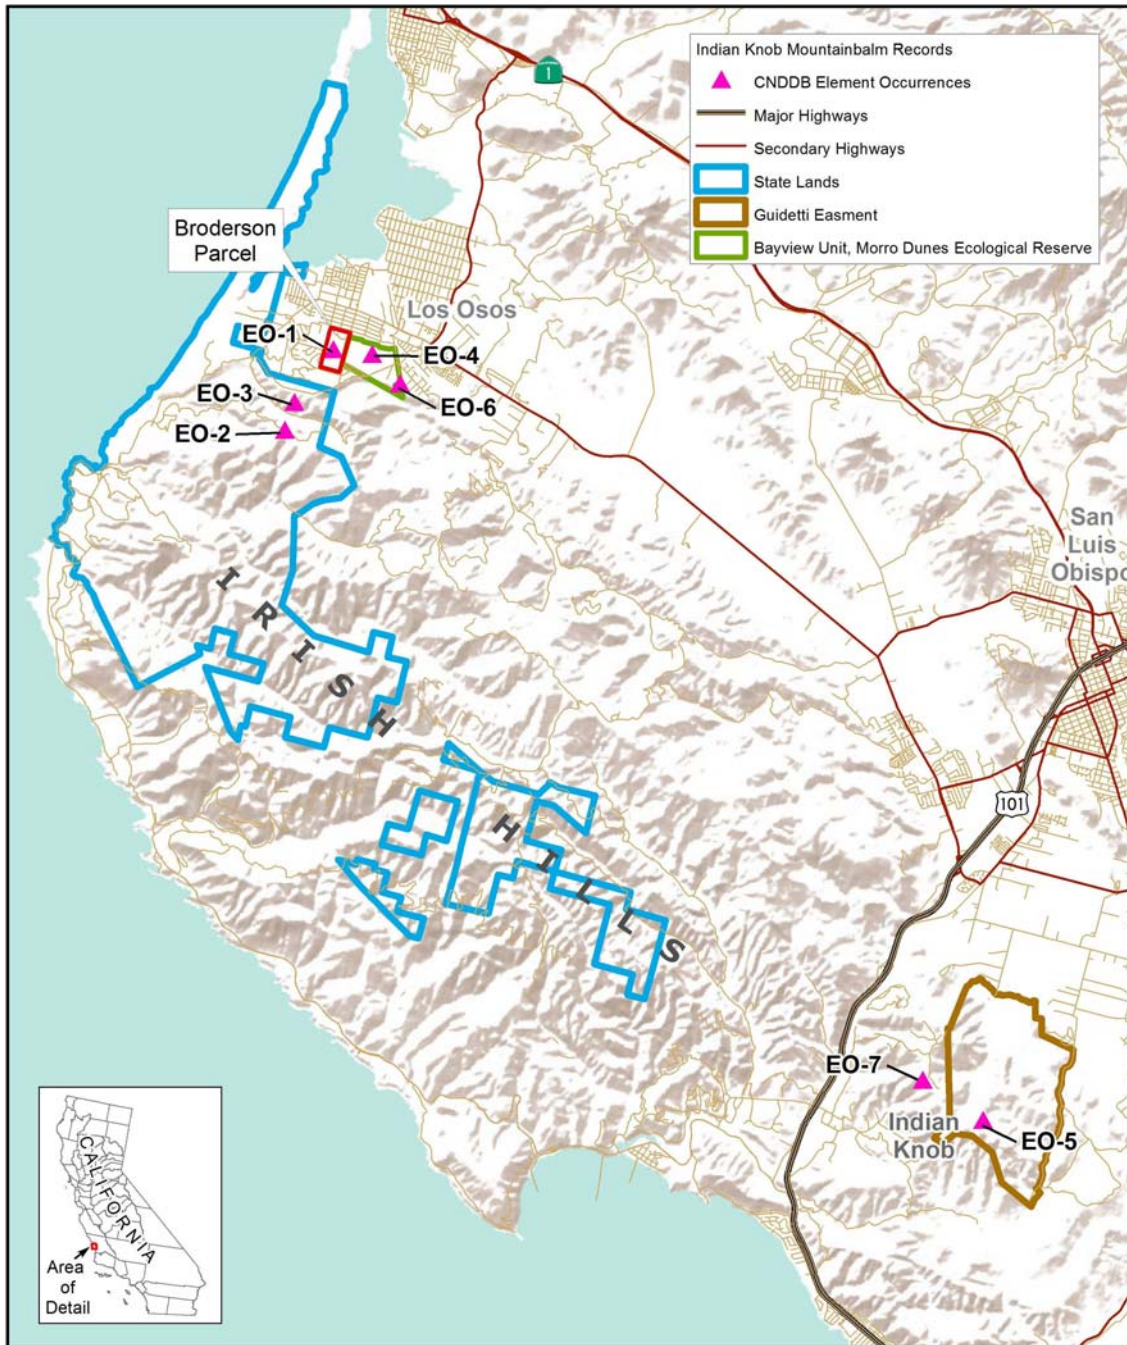 Indian Knob Mountainbalm Records
CNDDB Element Occurrences
Major Highways
Secondary Highways
State Lands
Guidetti Easment
Bayview Unit, Morro Dunes Ecological Reserve
1
Broderson
Parcel
Los Osos
EO-1
EO-4
EO-3
EO-6
EO-2
San
Luis
Obispo
IRISH
HILLS
101
EO-7
Indian
Knob
EO-5
CALIFORNIA
Area
of
Detail